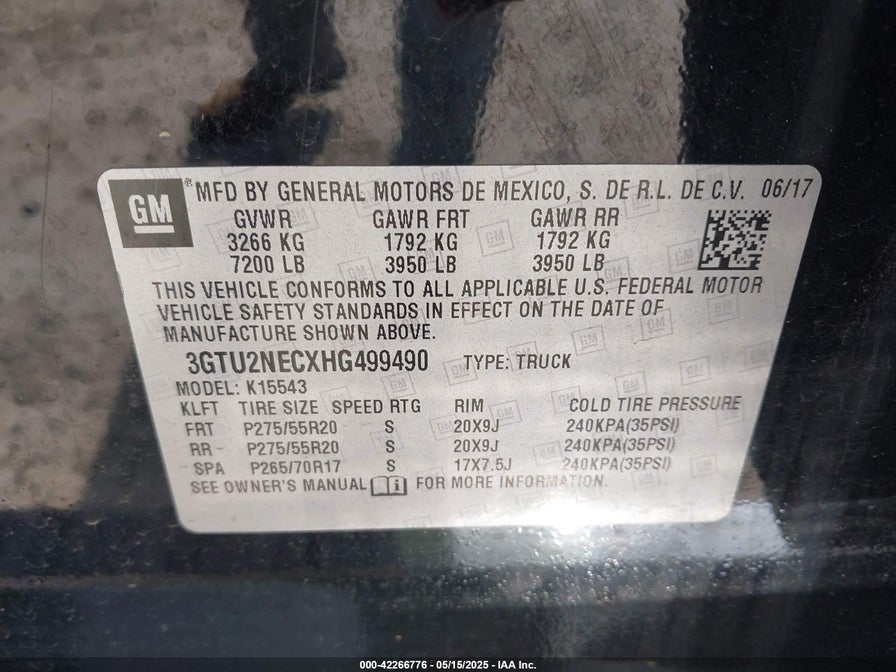 GM ® MFD BY GENERAL MOTORS DE MEXICO, S. DE R.L. DE C.V. 06/17
GVWR GAWR FRT GAWR RR
3266 KG 1792 KG 1792 KG
7200 LB 3950 LB 3950 LB
THIS VEHICLE CONFORMS TO ALL APPLICABLE U.S. FEDERAL MOTOR
VEHICLE SAFETY STANDARDS IN EFFECT ON THE DATE OF
MANUFACTURE SHOWN ABOVE.
3GTU2NECXHG499490 TYPE: TRUCK
MODEL: K15543
KLFT TIRE SIZE SPEED RTG RIM COLD TIRE PRESSURE
FRT P275/55R20 S 20X9J 240KPA(35PSI)
RR P275/55R20 S 20X9J 240KPA(35PSI)
SPA P265/70R17 S 17X7.5J 240KPA(35PSI)
SEE OWNER'S MANUAL i FOR MORE INFORMATION.
000-42266776 - 05/15/2025 - IAA Inc.